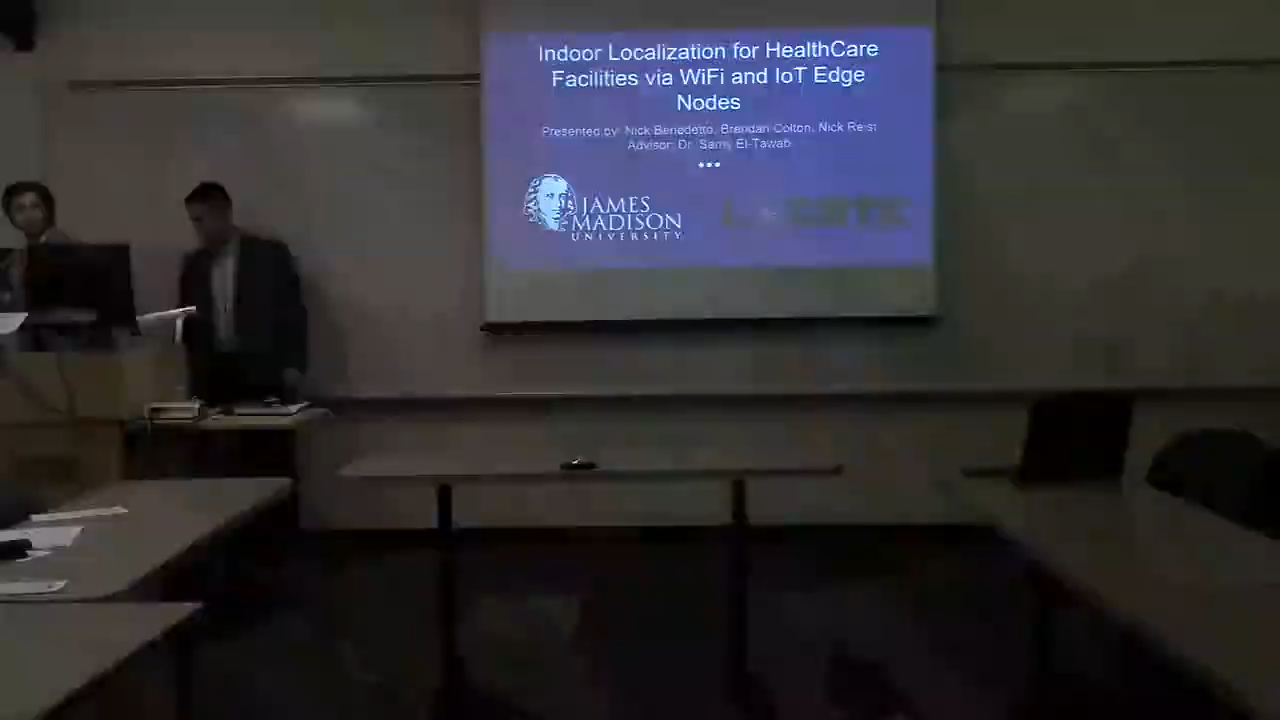 Indoor Localization for HealthCare
Facilities via WiFi and IoT Edge
Nodes
Presented by: Nick Benedetto, Brendan Colton, Nick Reist
Advisor: Dr. Samy El-Tawab
JAMES
MADISON
UNIVERSITY